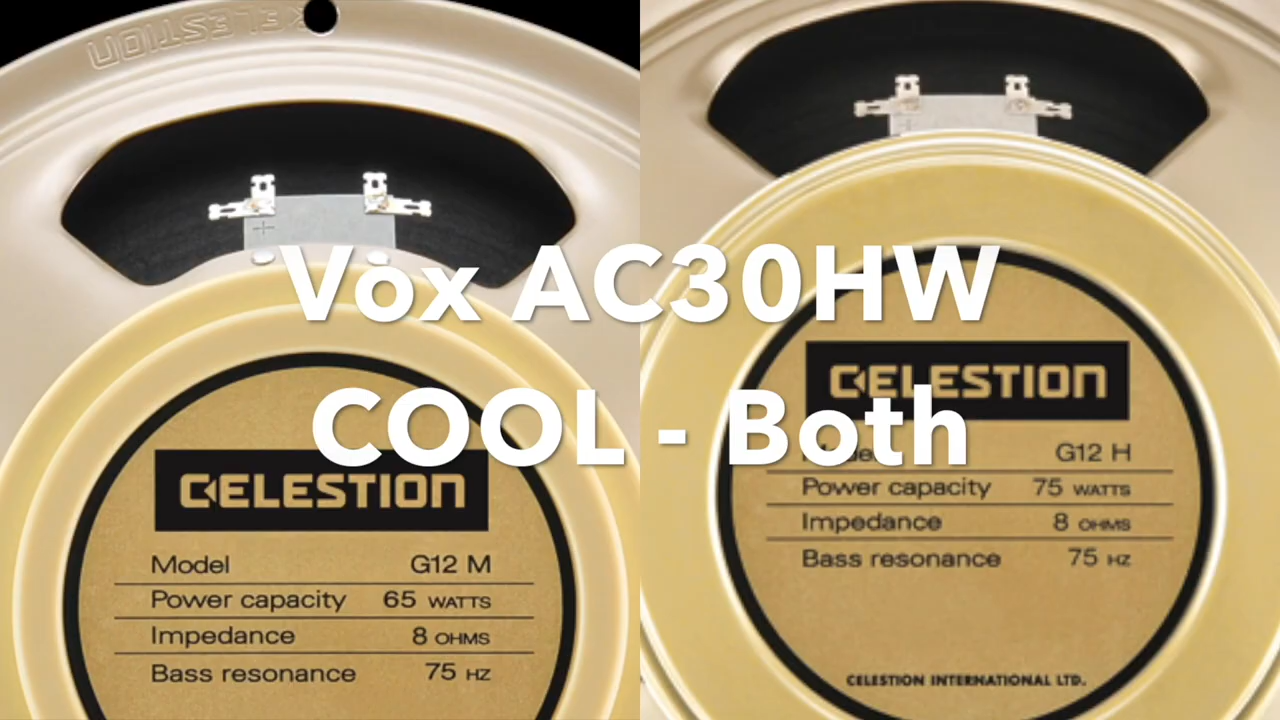 CELESTION
Vox AC30HW
COOL - Both
CELESTION
Model G12 M
Power capacity 65 WATTS
Impedance 8 OHMS
Bass resonance 75 HZ
CELESTION
Model G12 H
Power capacity 75 WATTS
Impedance 8 OHMS
Bass resonance 75 HZ
CELESTION INTERNATIONAL LTD.